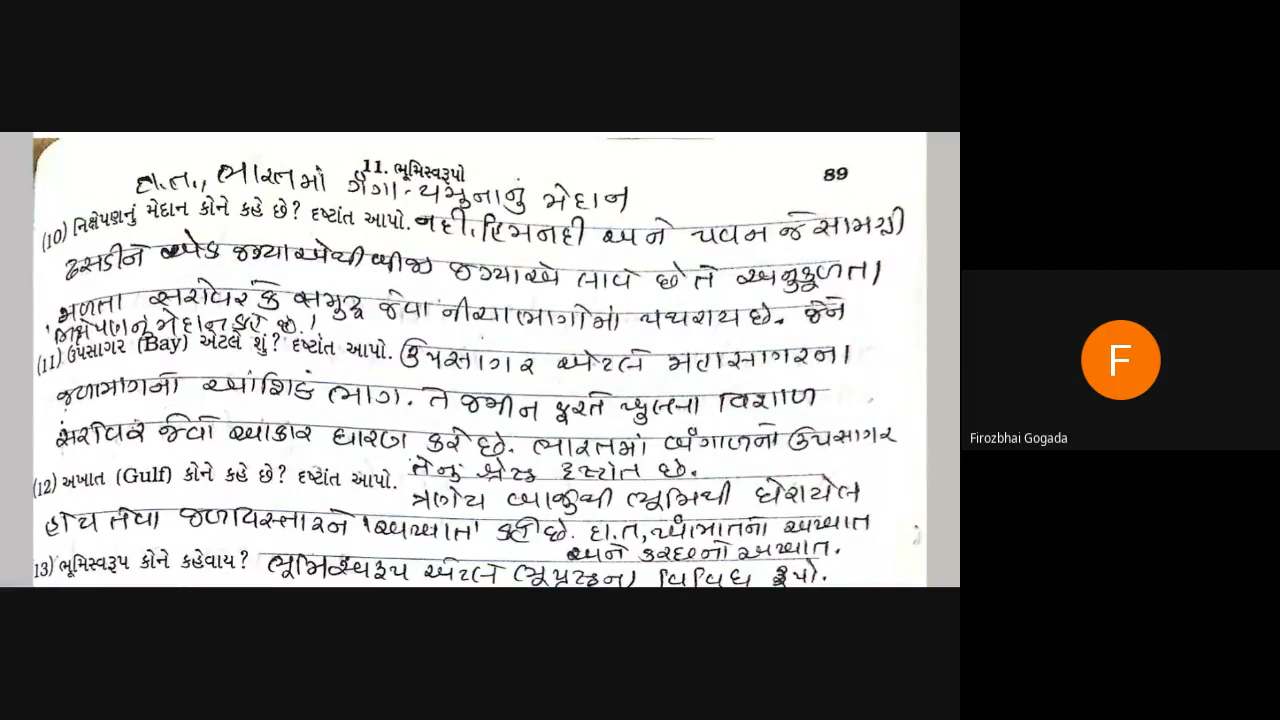 11. ભૂમિસ્વરૂપો
89
દા.ત., ભારતમાં ગંગા-યમુનાનું મેદાન
(10) નિક્ષેપણનું મેદાન કોને કહે છે? દૃષ્ટાંત આપો. નદી, હિમનદી અને પવન જે સામગ્રી
ઢસડીને એક જગ્યાએથી બીજી જગ્યાએ લાવે છે તે અનુકૂળતા
મળતા સરોવર કે સમુદ્ર જેવા નીચાભાગોમાં પથરાય છે. જેને
'નિક્ષેપણનું મેદાન કહે છે.'
(11) ઉપસાગર (Bay) એટલે શું? દૃષ્ટાંત આપો. ઉપસાગર એટલે મહાસાગરના
જળભાગનો આંશિક ભાગ. તે જમીન ફરતે ખુલ્લા વિશાળ
સરોવર જેવો આકાર ધારણ કરે છે. ભારતમાં બંગાળનો ઉપસાગર
તેનું શ્રેષ્ઠ દૃષ્ટાંત છે.
(12) અખાત (Gulf) કોને કહે છે? દૃષ્ટાંત આપો.
ત્રણેય બાજુથી ભૂમિથી ઘેરાયેલ
હોય તેવા જળવિસ્તારને 'અખાત' કહે છે. દા.ત, ખંભાતનો અખાત
અને કચ્છનો અખાત.
13) ભૂમિસ્વરૂપ કોને કહેવાય? ભૂમિસ્વરૂપ એટલે ભૂપૃષ્ઠના વિવિધ રૂપો.
F
Firozbhai Gogada